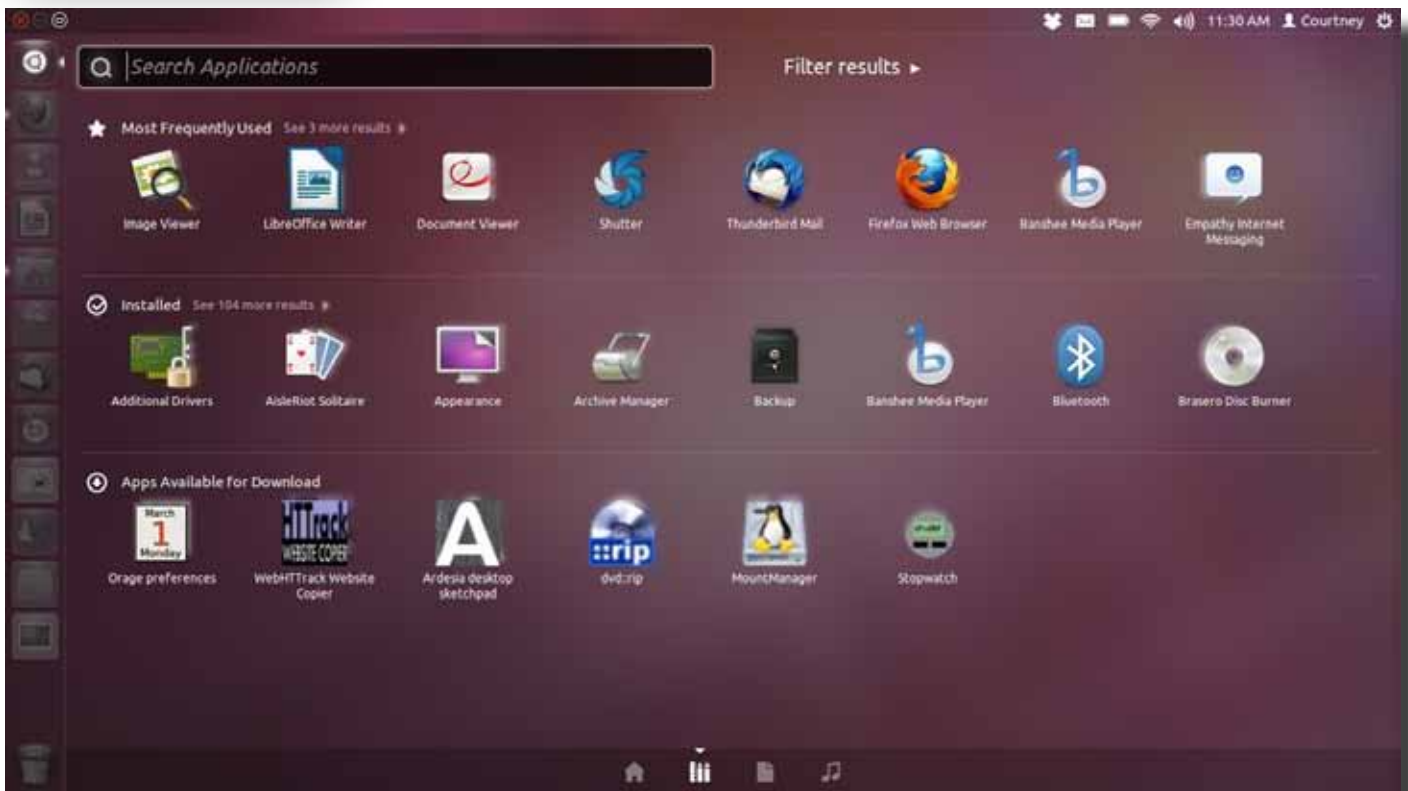 11:30 AM Courtney
Search Applications
Filter results
Most Frequently Used See 3 more results
Image Viewer LibreOffice Writer Document Viewer Shutter Thunderbird Mail Firefox Web Browser Banshee Media Player Empathy Internet
Messaging
Installed See 104 more results
Additional Drivers AisleRiot Solitaire Appearance Archive Manager Backup Banshee Media Player Bluetooth Brasero Disc Burner
Apps Available for Download
March
1
Monday
HTTrack
WEBSITE COPIER
A
::rip
Orage preferences WebHTTrack Website Ardesia desktop dvd::rip MountManager Stopwatch
Copier sketchpad